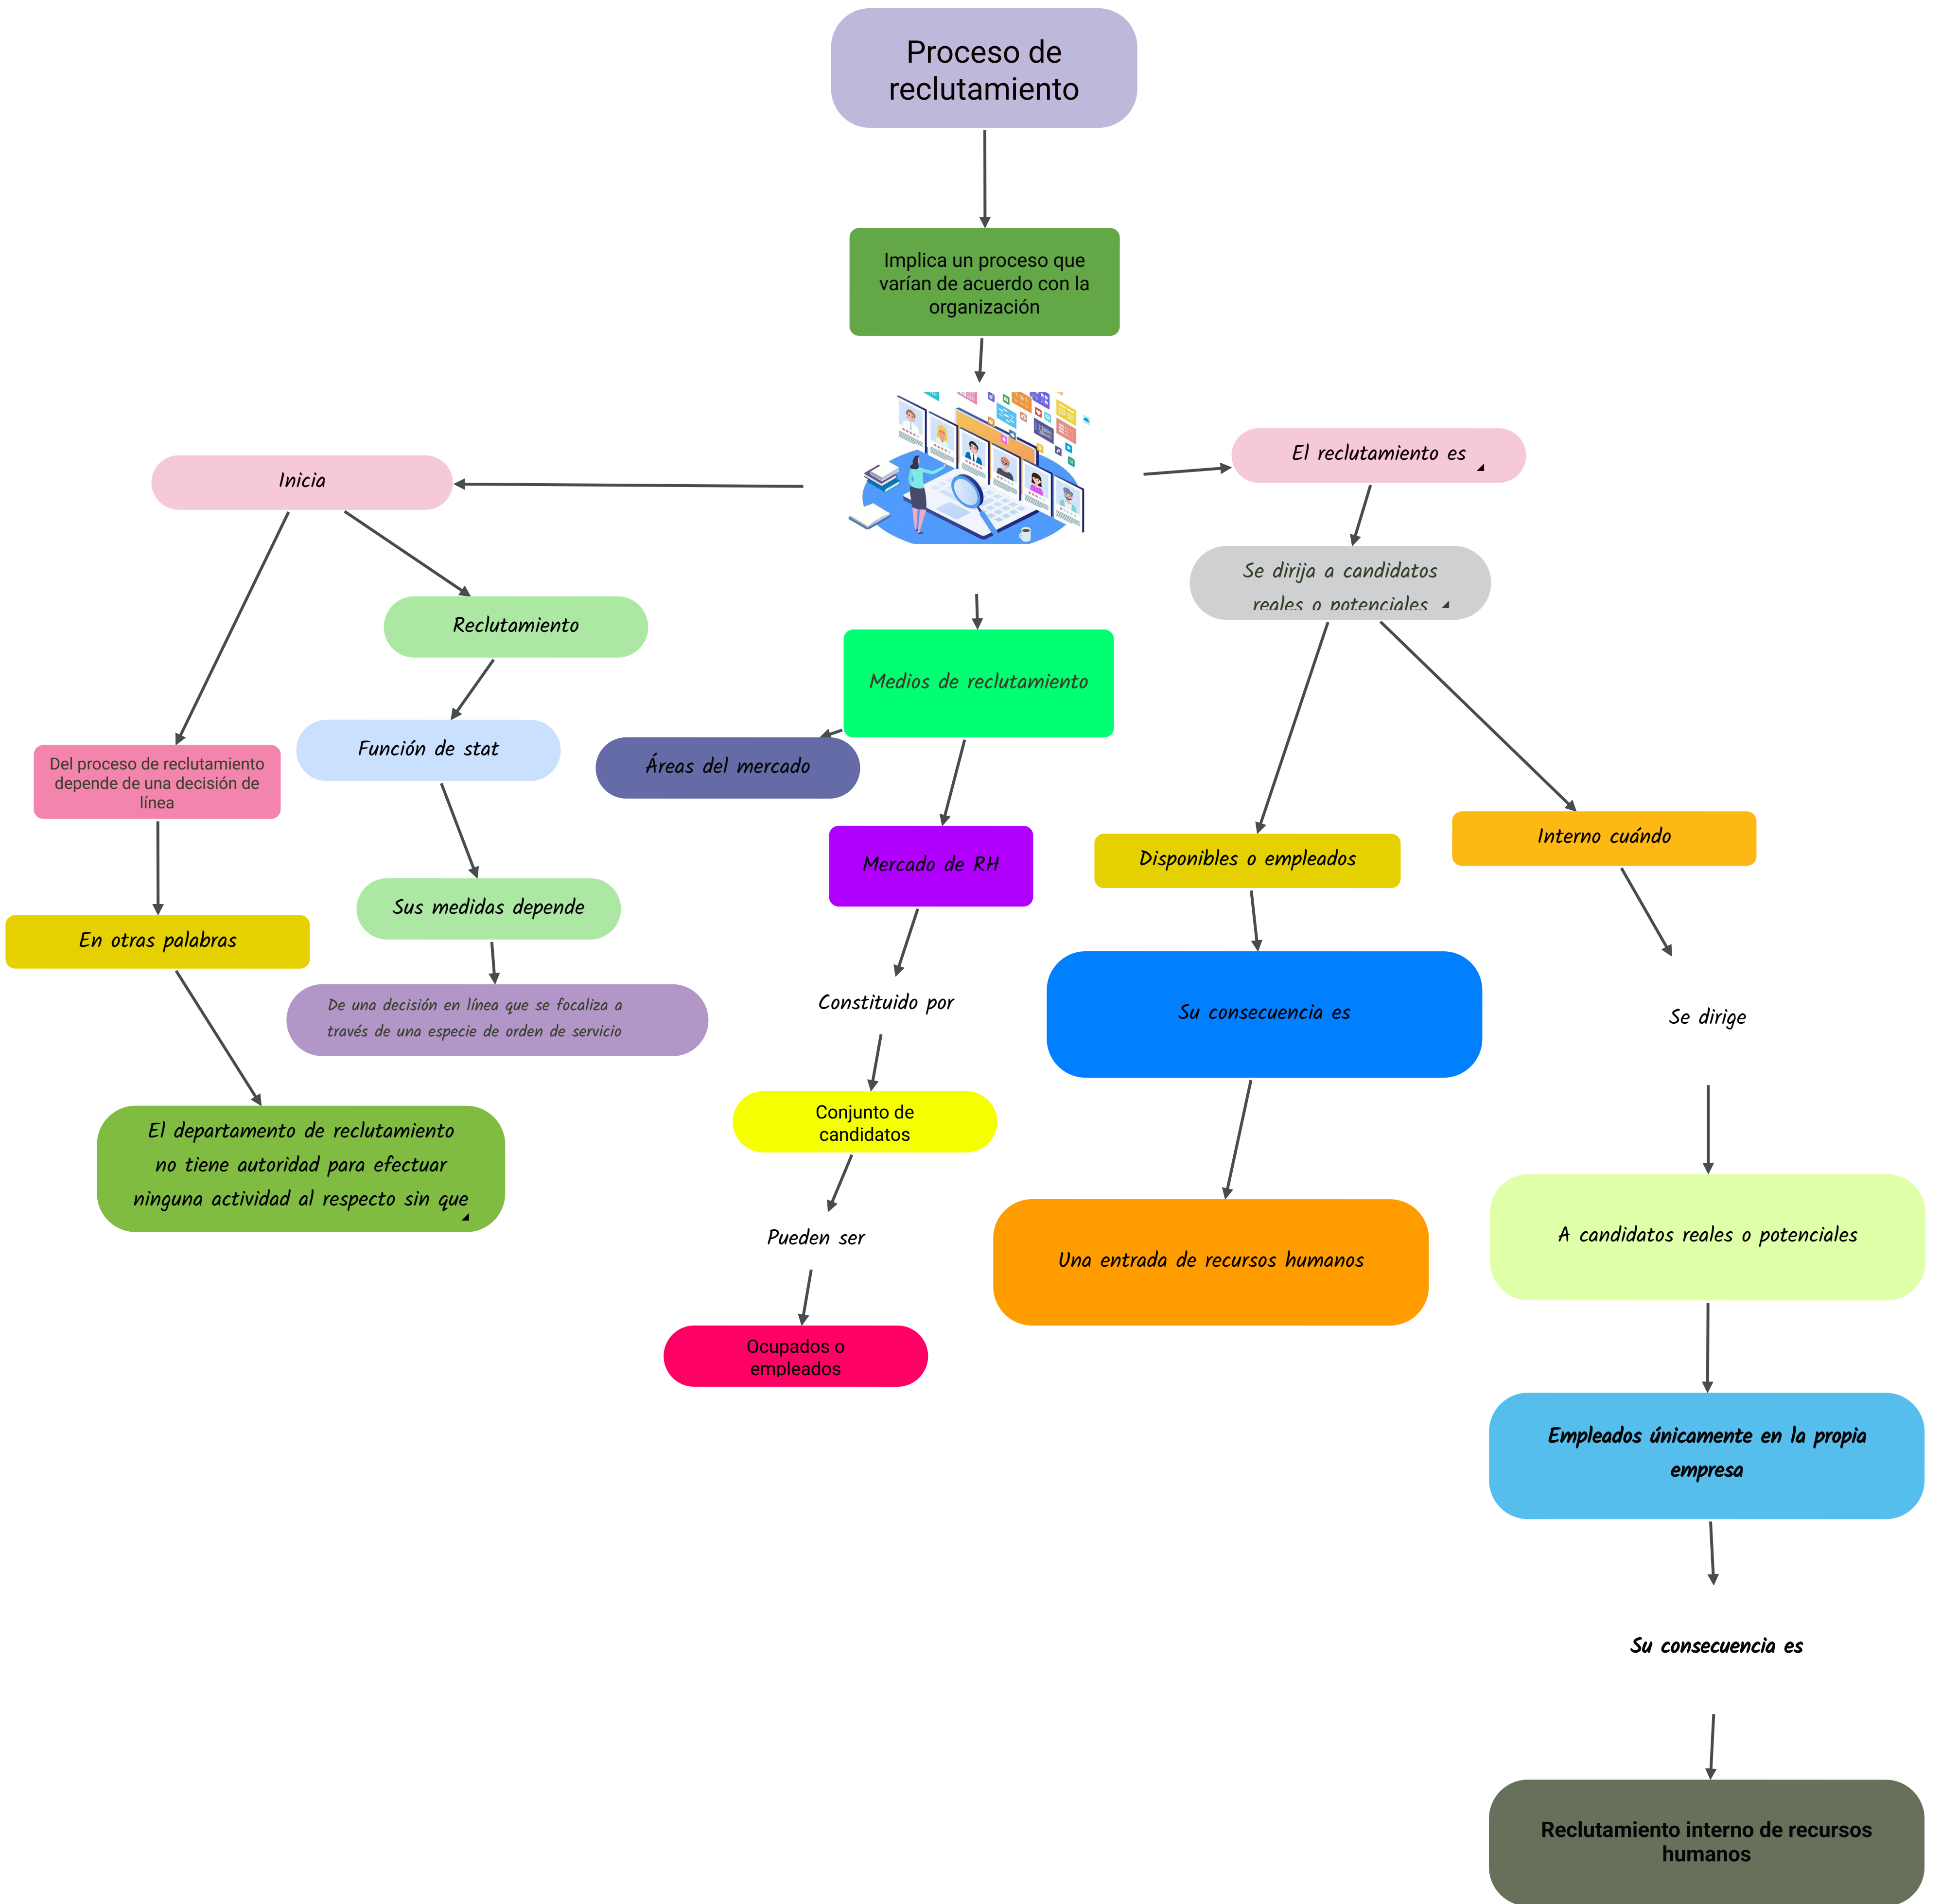 Proceso de
reclutamiento
Implica un proceso que
varían de acuerdo con la
organización
Inicia
Reclutamiento
Función de stat
Sus medidas depende
De una decisión en línea que se focaliza a
través de una especie de orden de servicio
Del proceso de reclutamiento
depende de una decisión de
línea
En otras palabras
El departamento de reclutamiento
no tiene autoridad para efectuar
ninguna actividad al respecto sin que
Medios de reclutamiento
Áreas del mercado
Mercado de RH
Constituido por
Conjunto de
candidatos
Pueden ser
Ocupados o
empleados
El reclutamiento es
Se dirija a candidatos
reales o potenciales
Disponibles o empleados
Su consecuencia es
Una entrada de recursos humanos
Interno cuándo
Se dirige
A candidatos reales o potenciales
Empleados únicamente en la propia
empresa
Su consecuencia es
Reclutamiento interno de recursos
humanos